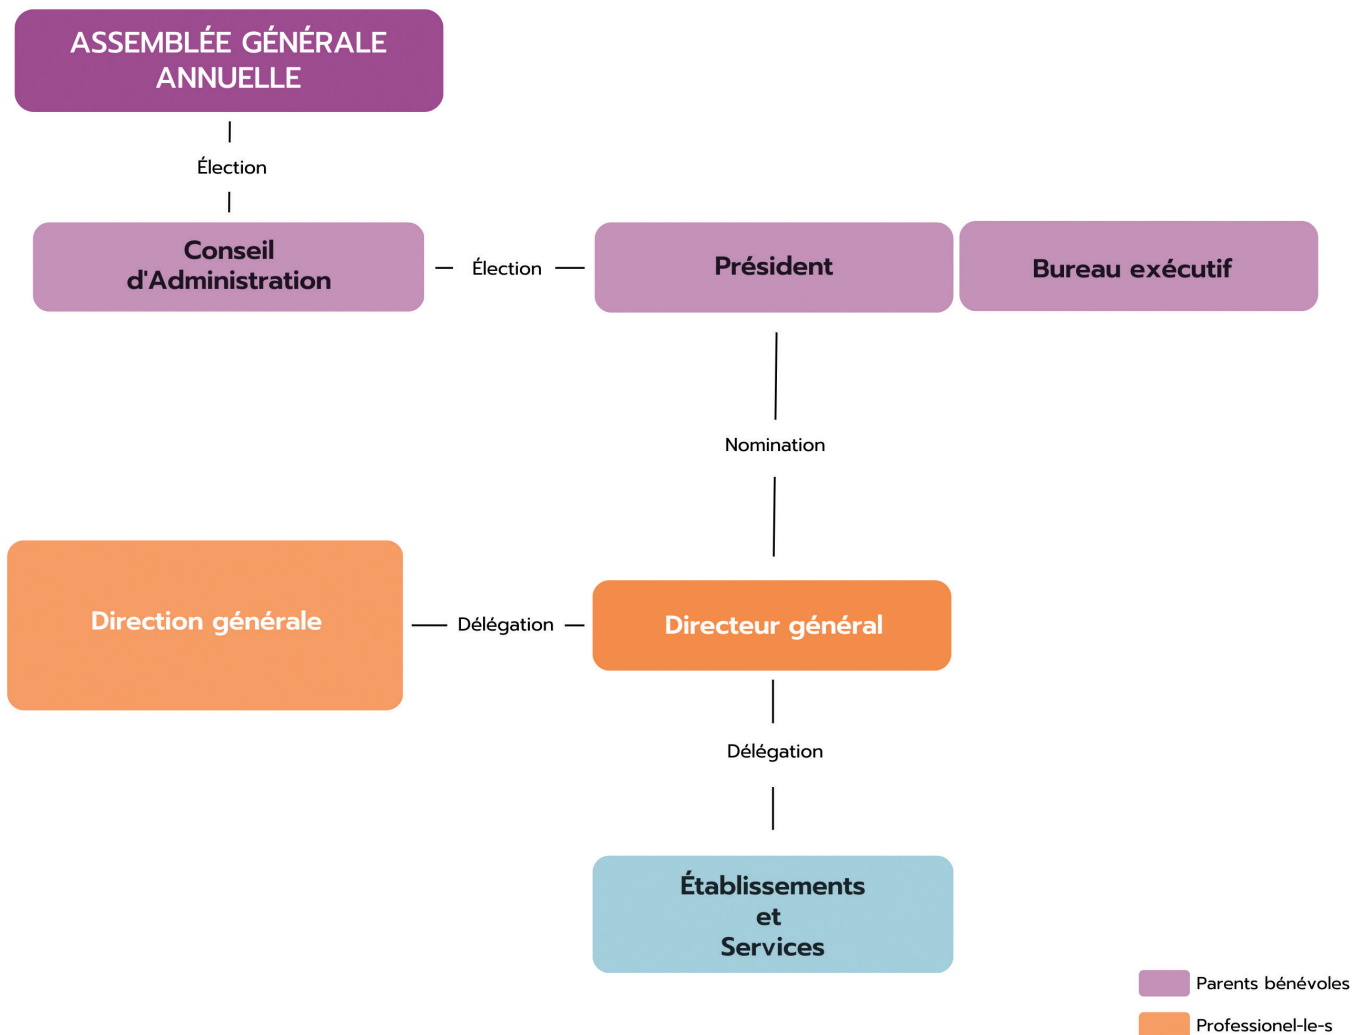 ASSEMBLÉE GÉNÉRALE
ANNUELLE
Élection
Conseil
d'Administration
Élection
Président
Bureau exécutif
Nomination
Direction générale
Délégation
Directeur général
Délégation
Établissements
et
Services
Parents bénévoles
Professionel-le-s